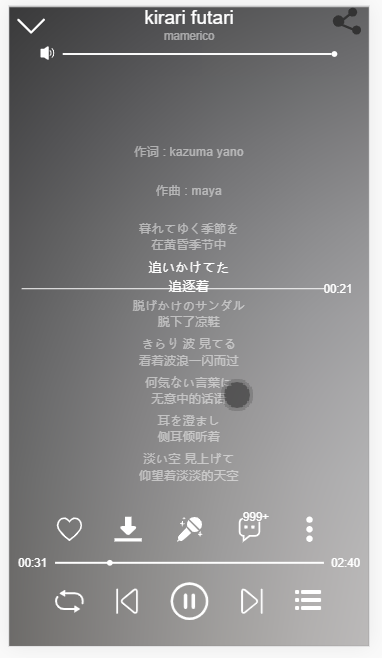 kirari futari
mamerico
作词 : kazuma yano
作曲 : maya
暮れてゆく季節を
在黄昏季节中
追いかけてた
追逐着
00:21
脱げかけのサンダル
脱下了凉鞋
きらり 波 見てる
看着波浪一闪而过
何気ない言葉に
无意中的话语
耳を澄まし
侧耳倾听着
淡い空 見上げて
仰望着淡淡的天空
999+
00:31
02:40